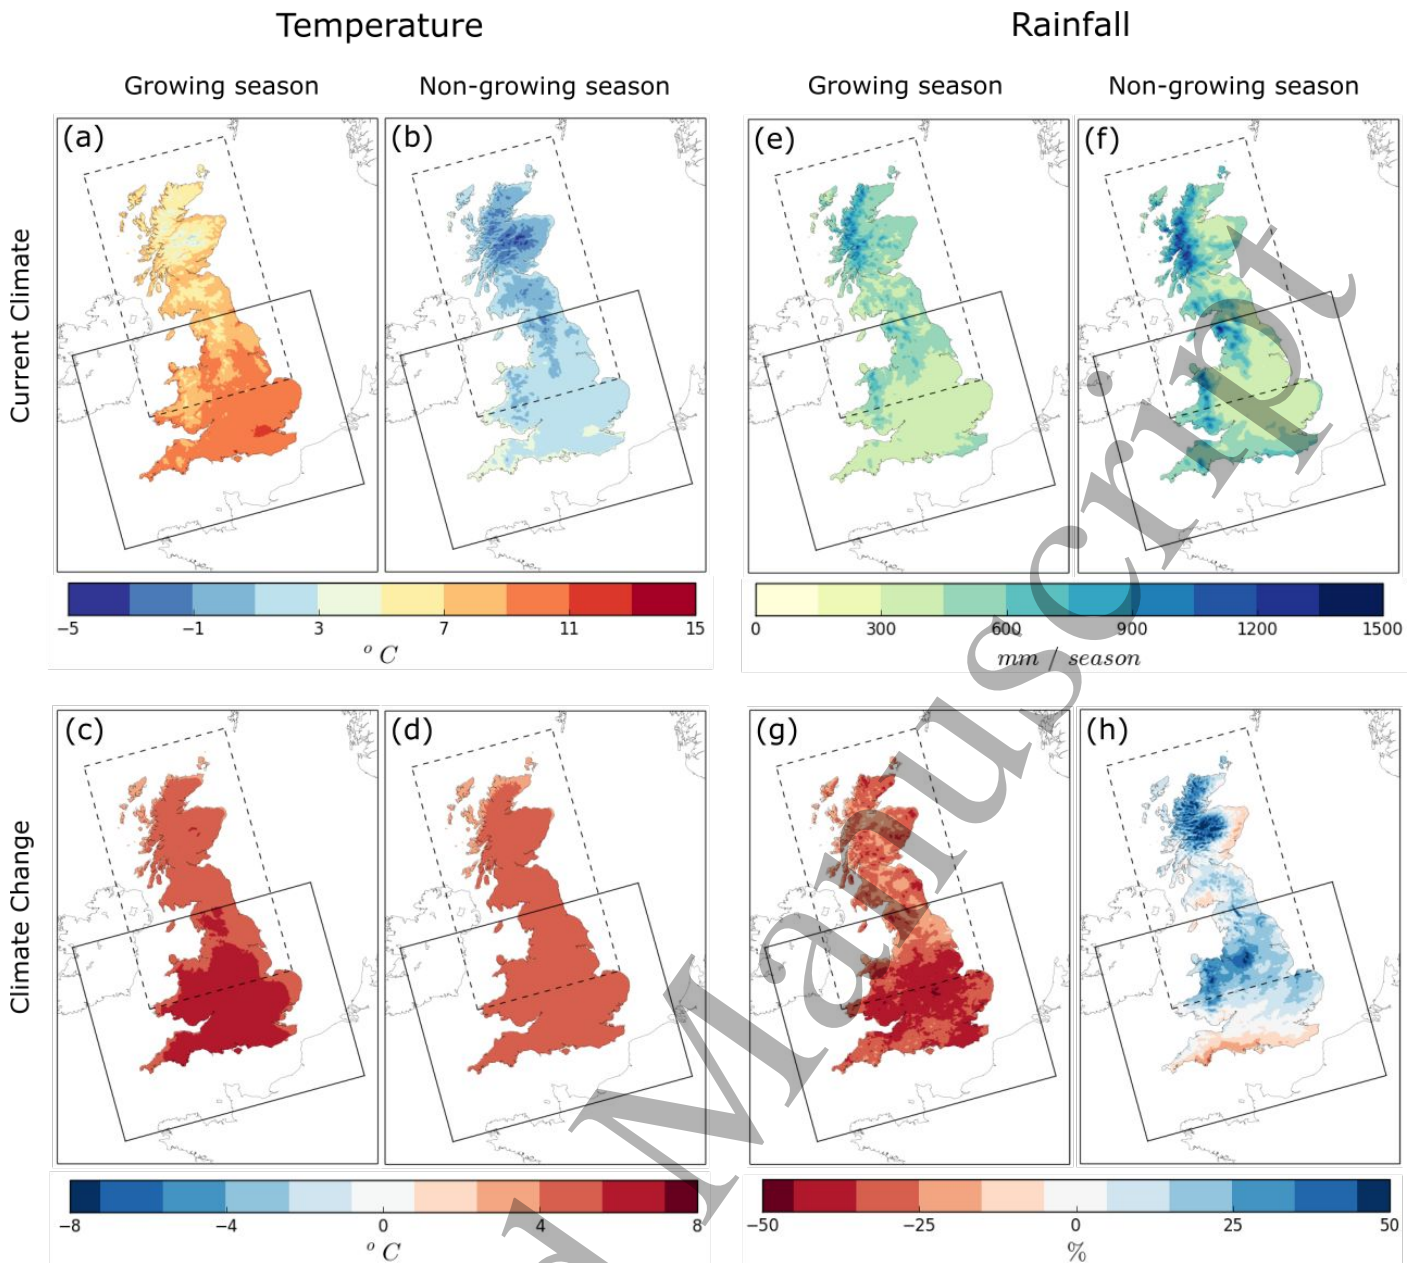 Temperature Rainfall
Growing season Non-growing season Growing season Non-growing season
Current Climate
(a) (b) (e) (f)
−5 −1 3 7 11 15
° C
0 300 600 900 1200 1500
mm / season
Climate Change
(c) (d) (g) (h)
−8 −4 0 4 8
° C
−50 −25 0 25 50
%
d Manuscript